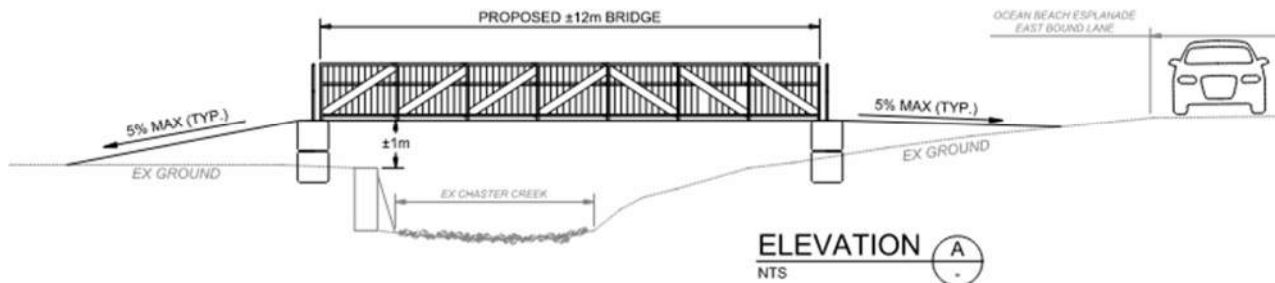 PROPOSED ±12m BRIDGE
OCEAN BEACH ESPLANADE
EAST BOUND LANE
5% MAX (TYP.)
5% MAX (TYP.)
±1m
EX GROUND
EX GROUND
EX CHASTER CREEK
ELEVATION
A
-
NTS